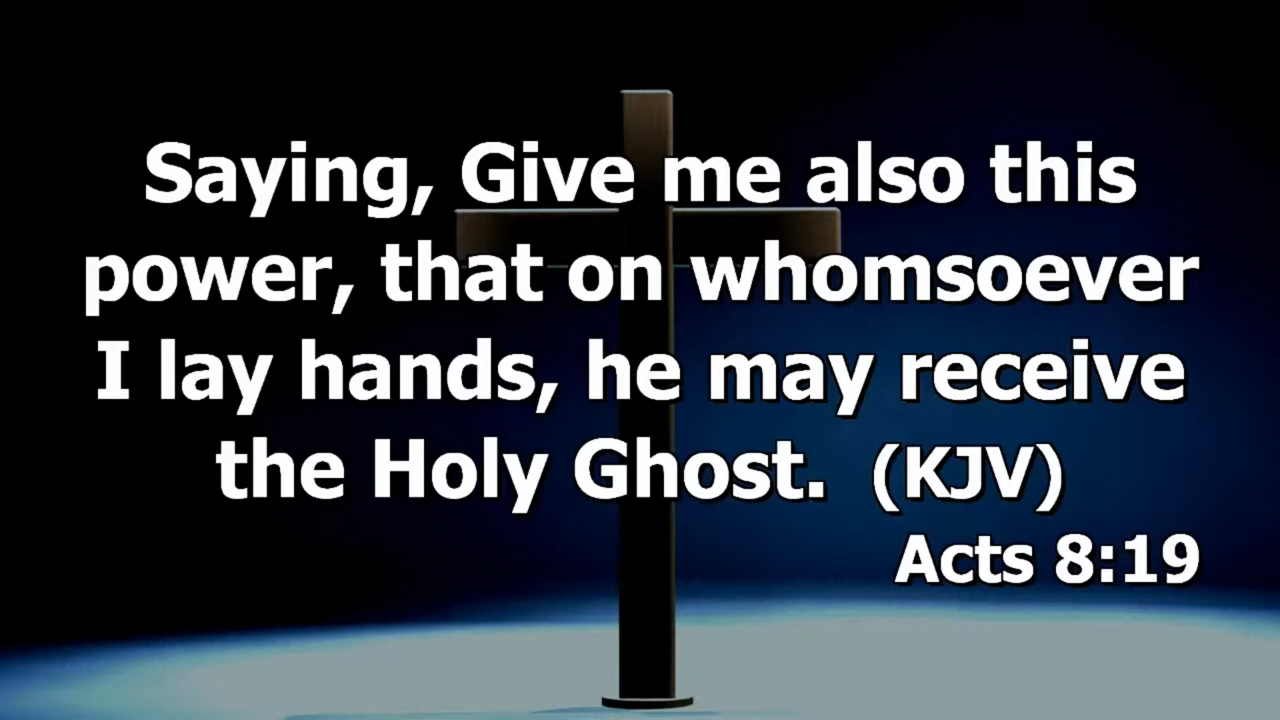 Saying, Give me also this
power, that on whomsoever
I lay hands, he may receive
the Holy Ghost. (KJV)
Acts 8:19